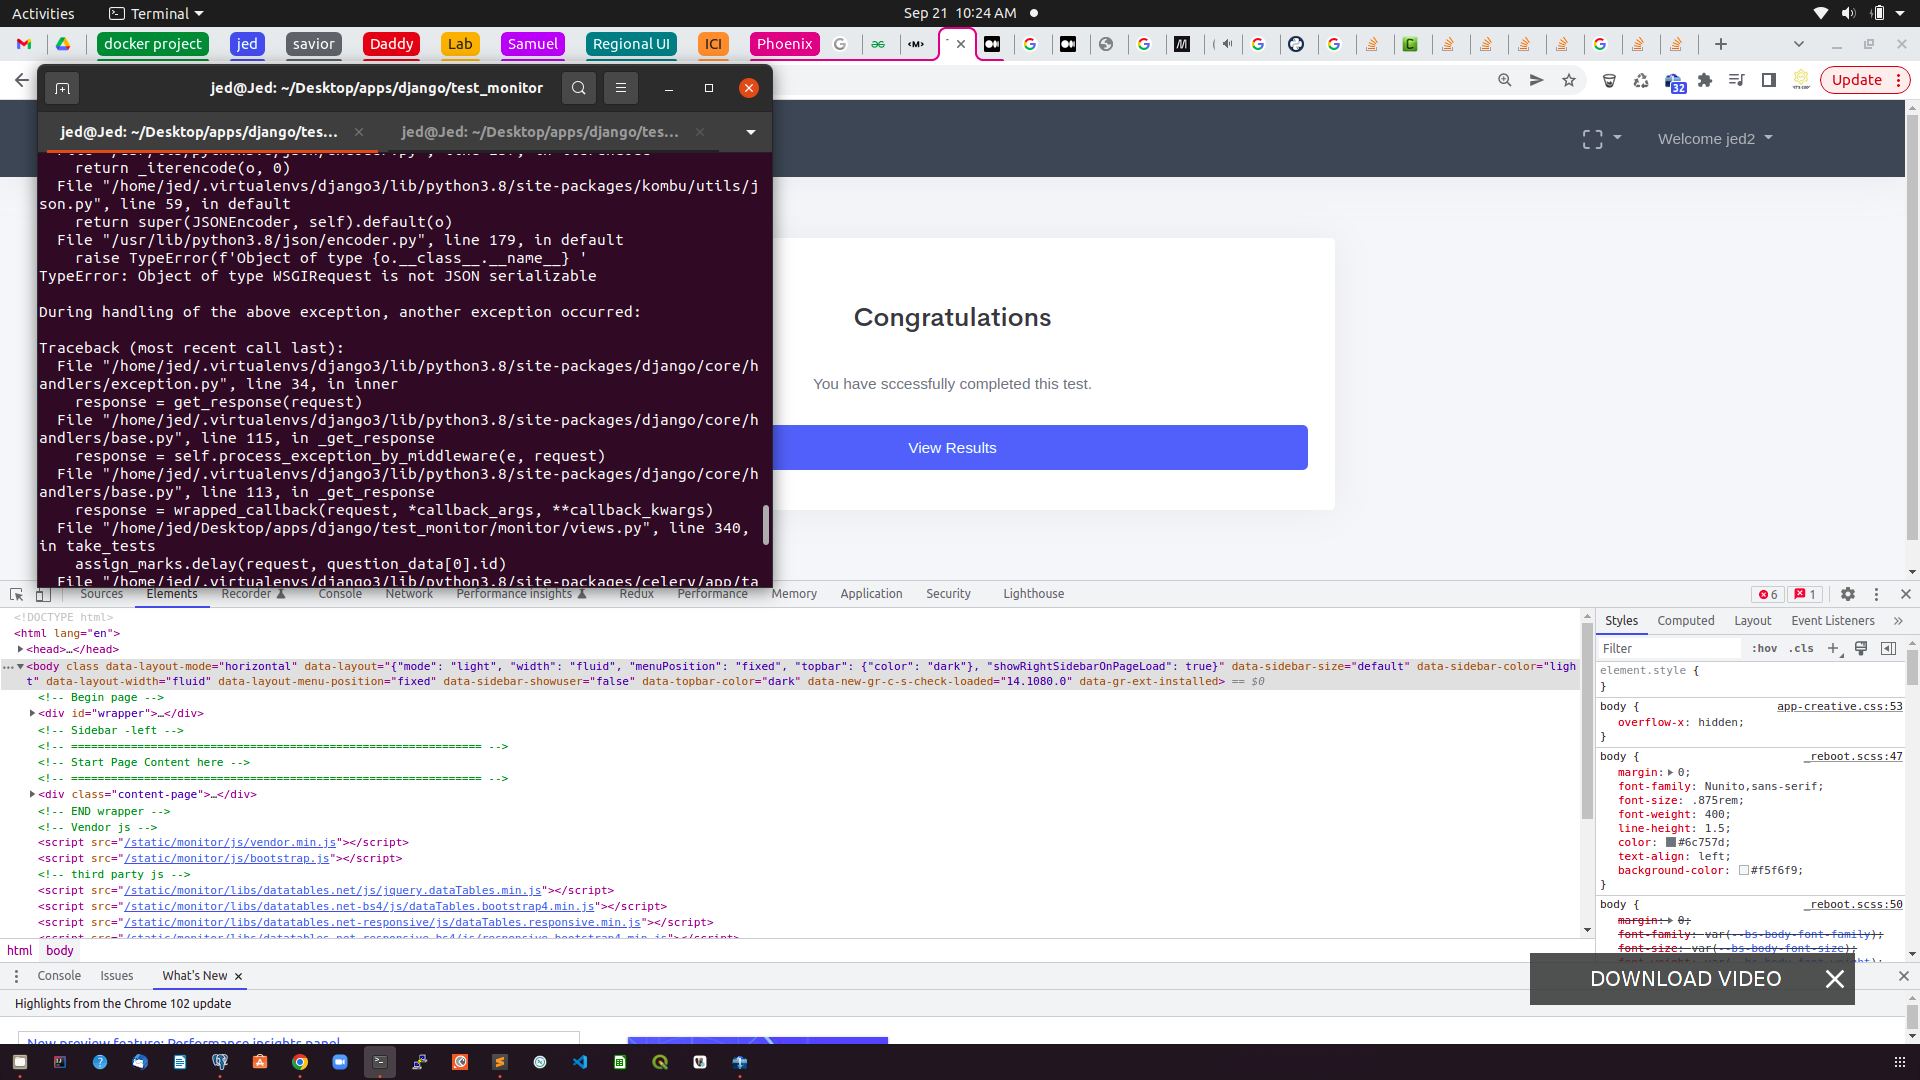 Activities
Terminal
Sep 21 10:24 AM
docker project
jed
savior
Daddy
Lab
Samuel
Regional UI
ICI
Phoenix
32
Update
jed@Jed: ~/Desktop/apps/django/test_monitor
jed@Jed: ~/Desktop/apps/django/tes...
jed@Jed: ~/Desktop/apps/django/tes...
return _iterencode(o, 0)
File "/home/jed/.virtualenvs/django3/lib/python3.8/site-packages/kombu/utils/j
son.py", line 59, in default
return super(JSONEncoder, self).default(o)
File "/usr/lib/python3.8/json/encoder.py", line 179, in default
raise TypeError(f'Object of type {o.__class__.__name__} '
TypeError: Object of type WSGIRequest is not JSON serializable
During handling of the above exception, another exception occurred:
Traceback (most recent call last):
File "/home/jed/.virtualenvs/django3/lib/python3.8/site-packages/django/core/h
andlers/exception.py", line 34, in inner
response = get_response(request)
File "/home/jed/.virtualenvs/django3/lib/python3.8/site-packages/django/core/h
andlers/base.py", line 115, in _get_response
response = self.process_exception_by_middleware(e, request)
File "/home/jed/.virtualenvs/django3/lib/python3.8/site-packages/django/core/h
andlers/base.py", line 113, in _get_response
response = wrapped_callback(request, *callback_args, **callback_kwargs)
File "/home/jed/Desktop/apps/django/test_monitor/monitor/views.py", line 340,
in take_tests
assign_marks.delay(request, question_data[0].id)
File "/home/jed/.virtualenvs/django3/lib/python3.8/site-packages/celery/app/ta
Welcome jed2
Congratulations
You have sccessfully completed this test.
View Results
Sources
Elements
Recorder
Console
Network
Performance insights
Redux
Performance
Memory
Application
Security
Lighthouse
6
1
<!DOCTYPE html>
<html lang="en">
<head>…</head>
<body class data-layout-mode="horizontal" data-layout="{"mode": "light", "width": "fluid", "menuPosition": "fixed", "topbar": {"color": "dark"}, "showRightSidebarOnPageLoad": true}" data-sidebar-size="default" data-sidebar-color="ligh
t" data-layout-width="fluid" data-layout-menu-position="fixed" data-sidebar-showuser="false" data-topbar-color="dark" data-new-gr-c-s-check-loaded="14.1080.0" data-gr-ext-installed> == $0
<!-- Begin page -->
<div id="wrapper">…</div>
<!-- Sidebar -left -->
<!-- ============================================================== -->
<!-- Start Page Content here -->
<!-- ============================================================== -->
<div class="content-page">…</div>
<!-- END wrapper -->
<!-- Vendor js -->
<script src="/static/monitor/js/vendor.min.js"></script>
<script src="/static/monitor/js/bootstrap.js"></script>
<!-- third party js -->
<script src="/static/monitor/libs/datatables.net/js/jquery.dataTables.min.js"></script>
<script src="/static/monitor/libs/datatables.net-bs4/js/dataTables.bootstrap4.min.js"></script>
<script src="/static/monitor/libs/datatables.net-responsive/js/dataTables.responsive.min.js"></script>
<script src="/static/monitor/libs/datatables.net-responsive-bs4/js/responsive.bootstrap4.min.js"></script>
html body
Styles
Computed
Layout
Event Listeners
Filter
:hov
.cls
element.style {
}
body {
app-creative.css:53
overflow-x: hidden;
}
body {
_reboot.scss:47
margin: 0;
font-family: Nunito,sans-serif;
font-size: .875rem;
font-weight: 400;
line-height: 1.5;
color: #6c757d;
text-align: left;
background-color: #f5f6f9;
}
body {
_reboot.scss:50
margin: 0;
font-family: var(--bs-body-font-family);
font-size: var(--bs-body-font-size);
Console
Issues
What's New
Highlights from the Chrome 102 update
New preview feature: Performance insights panel
DOWNLOAD VIDEO